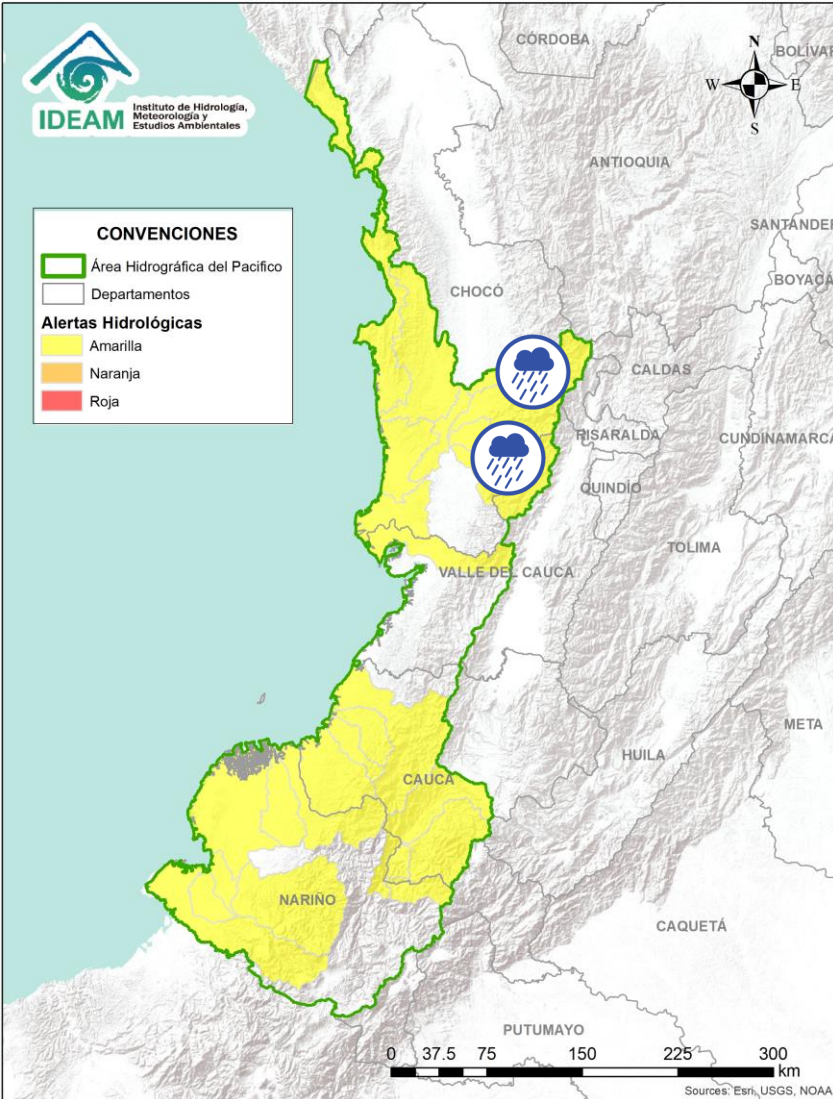 IDEAM
Instituto de Hidrología,
Meteorología y
Estudios Ambientales
CÓRDOBA
BOLÍVAR
N
W
E
S
ANTIOQUIA
SANTANDER
BOYACÁ
CONVENCIONES
Área Hidrográfica del Pacifico
Departamentos
Alertas Hidrológicas
Amarilla
Naranja
Roja
CHOCÓ
CALDAS
RISARALDA
CUNDINAMARCA
QUINDÍO
TOLIMA
VALLE DEL CAUCA
META
HUILA
CAUCA
NARIÑO
CAQUETÁ
PUTUMAYO
0 37.5 75 150 225 300
km
Sources: Esri, USGS, NOAA